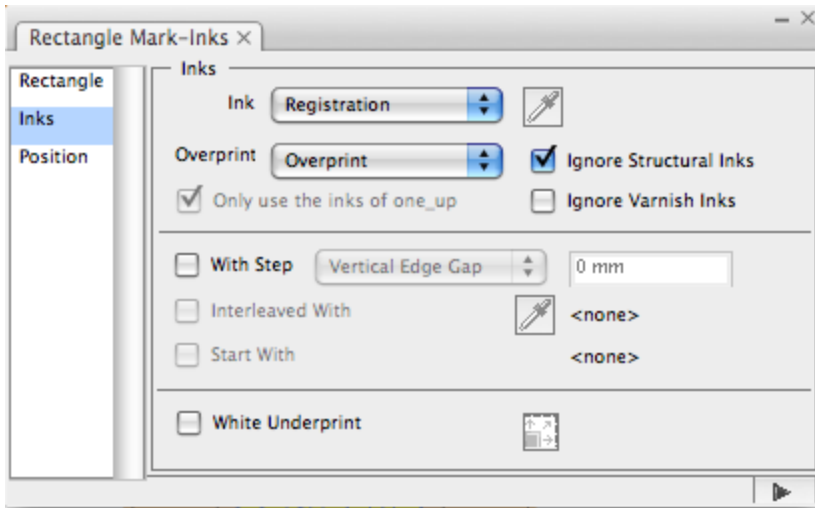 Rectangle Mark-Inks ×
Rectangle
Inks
Position
Inks
Ink Registration
Overprint Overprint Ignore Structural Inks
Only use the inks of one_up Ignore Varnish Inks
With Step Vertical Edge Gap 0 mm
Interleaved With <none>
Start With <none>
White Underprint